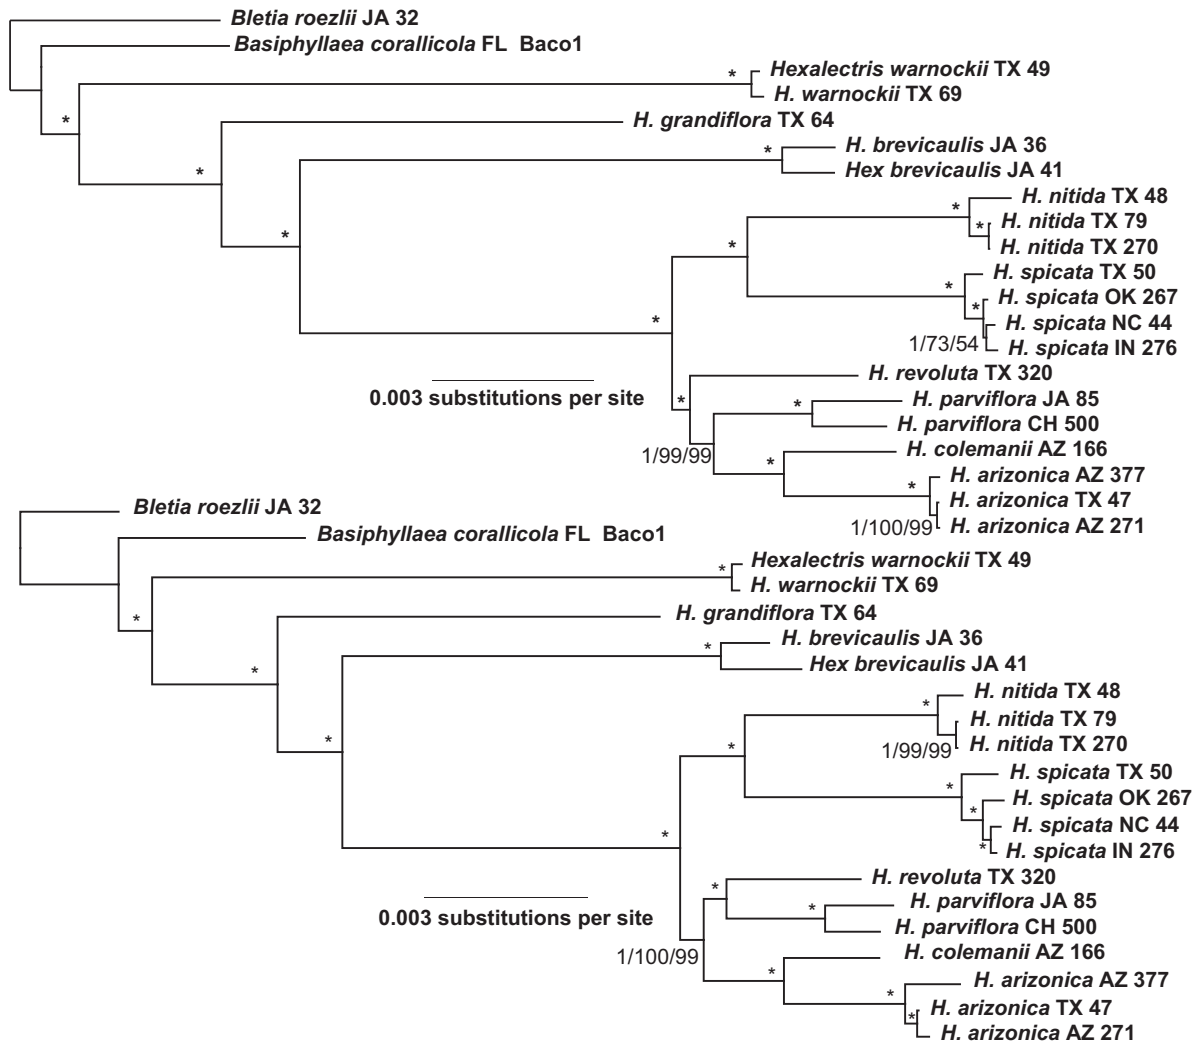 Bletia roezlii JA 32
Basiphyllaea corallicola FL Baco1
* Hexalectris warnockii TX 49
H. warnockii TX 69
*
H. grandiflora TX 64
* H. brevicaulis JA 36
*
Hex brevicaulis JA 41
H. nitida TX 48
*
* H. nitida TX 79
*
* H. nitida TX 270
H. spicata TX 50
*
* H. spicata OK 267
*
H. spicata NC 44
1/73/54 H. spicata IN 276
H. revoluta TX 320
0.003 substitutions per site
* * H. parviflora JA 85
H. parviflora CH 500
1/99/99 * H. colemanii AZ 166
* H. arizonica AZ 377
H. arizonica TX 47
1/100/99 H. arizonica AZ 271
Bletia roezlii JA 32
Basiphyllaea corallicola FL Baco1
* Hexalectris warnockii TX 49
H. warnockii TX 69
* H. grandiflora TX 64
* H. brevicaulis JA 36
*
Hex brevicaulis JA 41
H. nitida TX 48
*
H. nitida TX 79
* *
1/99/99 H. nitida TX 270
H. spicata TX 50
*
* H. spicata OK 267
* H. spicata NC 44
* H. spicata IN 276
H. revoluta TX 320
*
0.003 substitutions per site
* H. parviflora JA 85
H. parviflora CH 500
1/100/99 H. colemanii AZ 166
*
* H. arizonica AZ 377
* H. arizonica TX 47
H. arizonica AZ 271